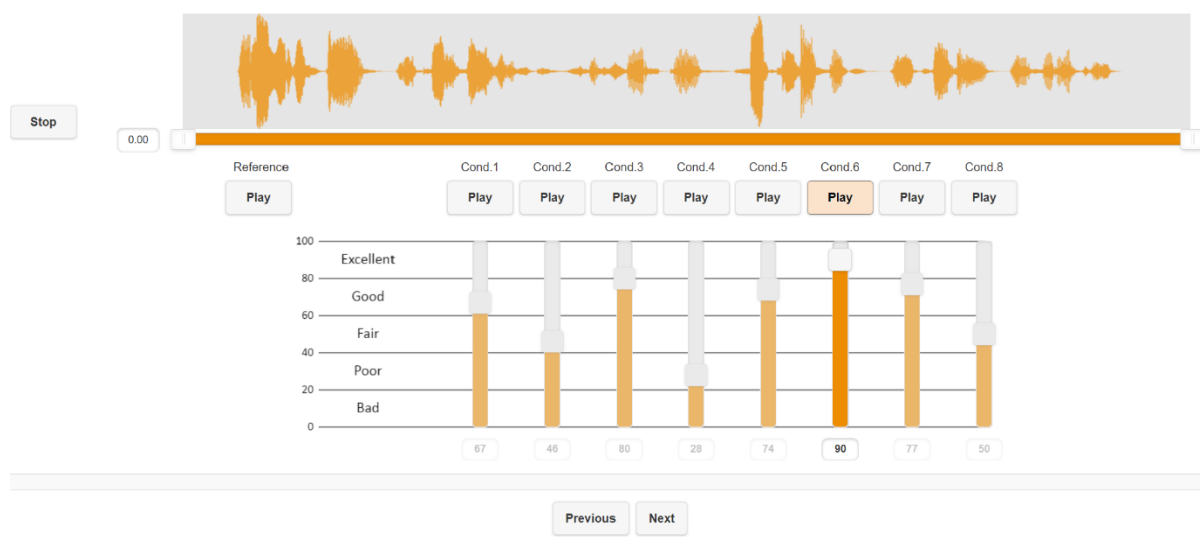 Stop
0.00
Reference Cond.1 Cond.2 Cond.3 Cond.4 Cond.5 Cond.6 Cond.7 Cond.8
Play Play Play Play Play Play Play Play Play
100
Excellent
80
Good
60
Fair
40
Poor
20
Bad
0
67 46 80 28 74 90 77 50
Previous Next